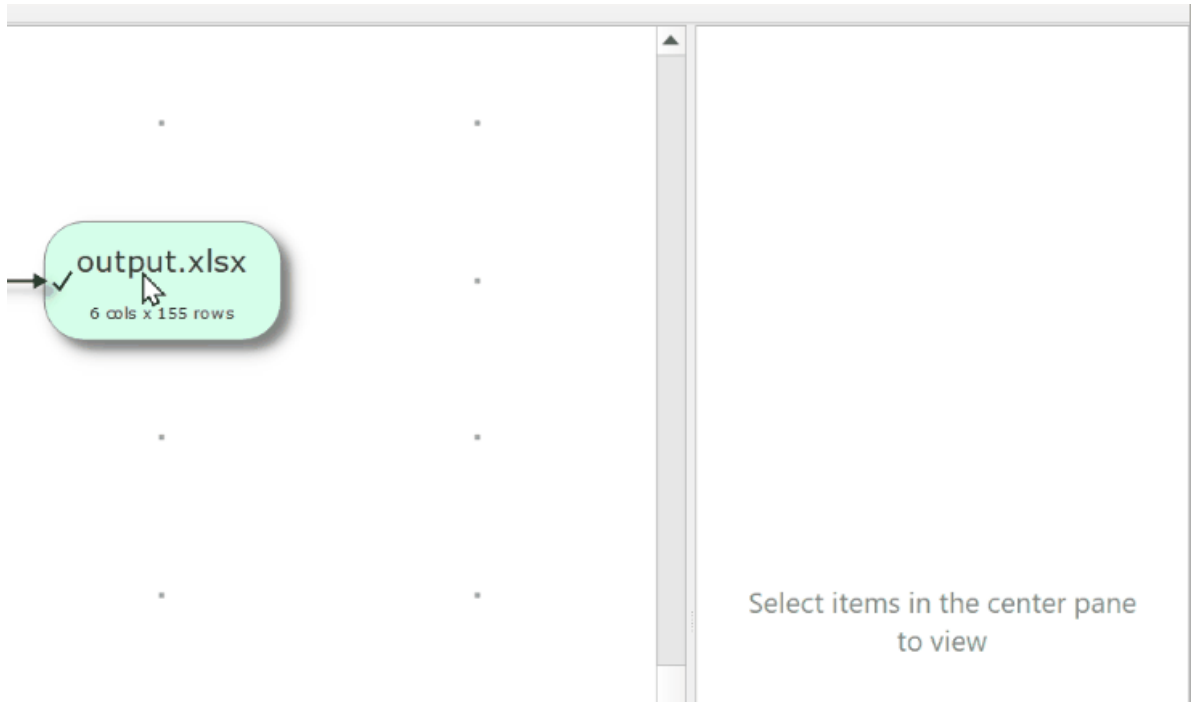 output.xlsx
6 cols x 155 rows
Select items in the center pane
to view